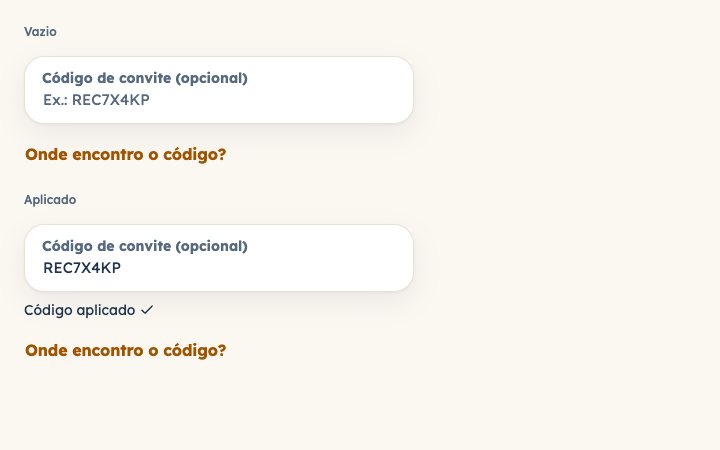 Vazio
Código de convite (opcional)
Ex.: REC7X4KP
Onde encontro o código?
Aplicado
Código de convite (opcional)
REC7X4KP
Código aplicado ✓
Onde encontro o código?